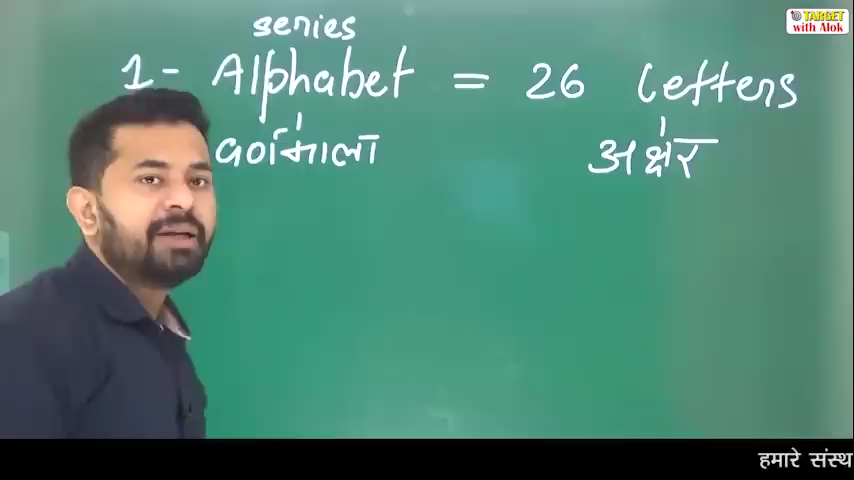 series
1- Alphabet = 26 letters
वर्णमाला अक्षर
TARGET
with Alok
हमारे संस्थ